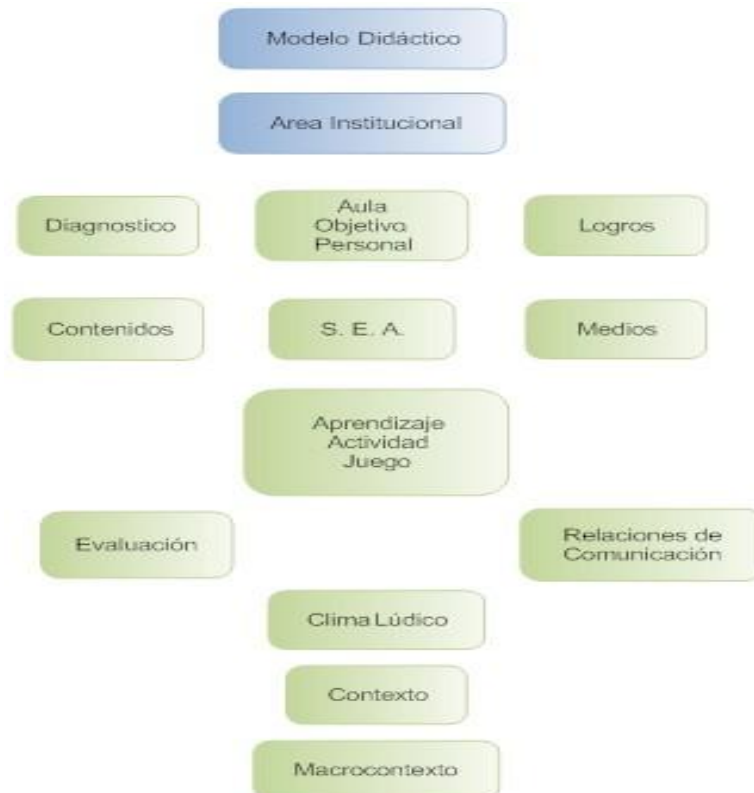 Modelo Didáctico
Area Institucional
Diagnostico
Aula
Objetivo
Personal
Logros
Contenidos
S. E. A.
Medios
Aprendizaje
Actividad
Juego
Evaluación
Relaciones de
Comunicación
Clima Lúdico
Contexto
Macrocontexto